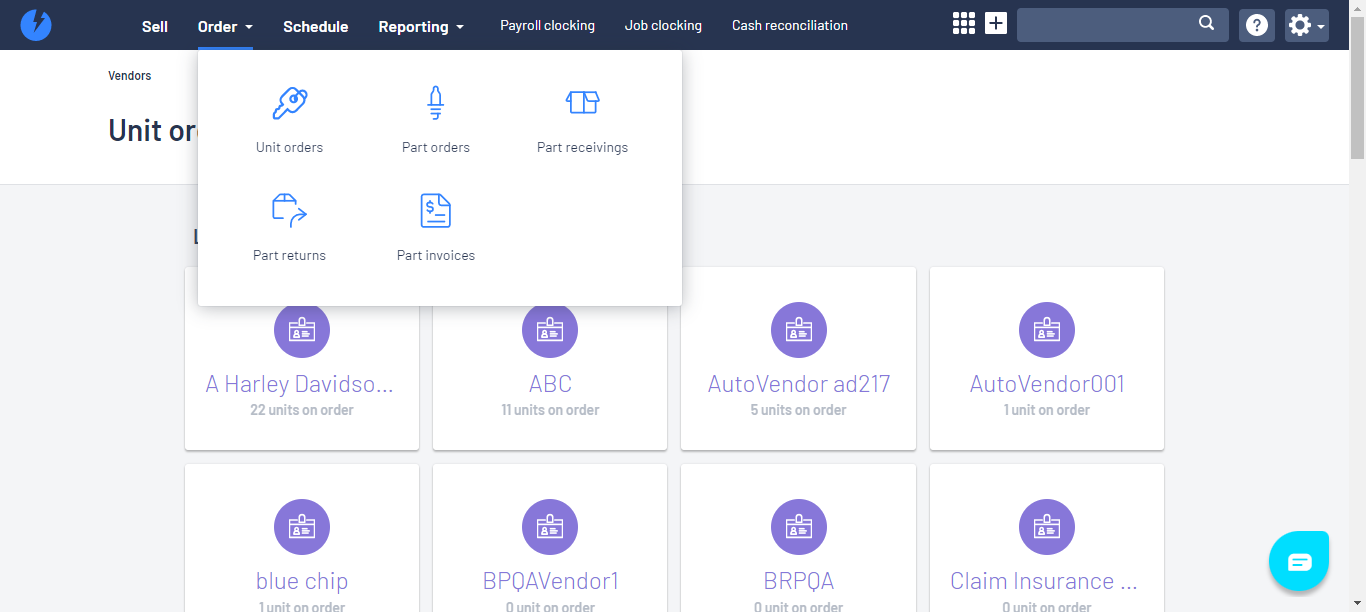 Sell Order Schedule Reporting Payroll clocking Job clocking Cash reconciliation
Vendors
Unit or
Unit orders Part orders Part receivings
Part returns Part invoices
L
A Harley Davidso... ABC AutoVendor ad217 AutoVendor001
22 units on order 11 units on order 5 units on order 1 unit on order
blue chip BPQAVendor1 BRPQA Claim Insurance ...
1 unit on order 0 unit on order 0 unit on order 0 unit on order